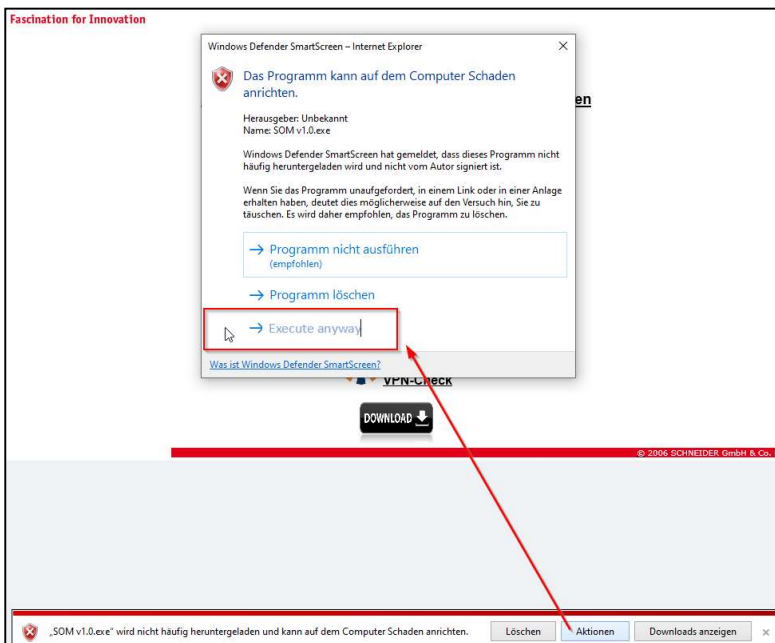 Fascination for Innovation
Windows Defender SmartScreen – Internet Explorer
Das Programm kann auf dem Computer Schaden
anrichten.
en
Herausgeber: Unbekannt
Name: SOM v1.0.exe
Windows Defender SmartScreen hat gemeldet, dass dieses Programm nicht
häufig heruntergeladen wird und nicht vom Autor signiert ist.
Wenn Sie das Programm unaufgefordert, in einem Link oder in einer Anlage
erhalten haben, deutet dies möglicherweise auf den Versuch hin, Sie zu
täuschen. Es wird daher empfohlen, das Programm zu löschen.
Programm nicht ausführen
(empfohlen)
Programm löschen
Execute anyway
Was ist Windows Defender SmartScreen?
VPN-Check
DOWNLOAD
© 2006 SCHNEIDER GmbH & Co.
„SOM v1.0.exe" wird nicht häufig heruntergeladen und kann auf dem Computer Schaden anrichten.
Löschen
Aktionen
Downloads anzeigen